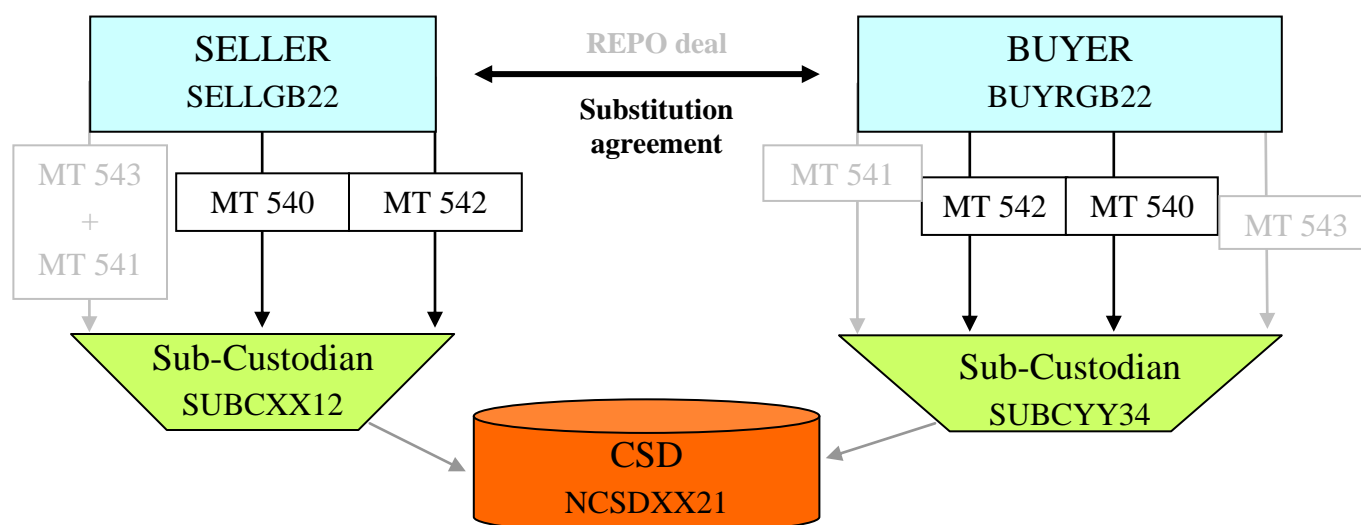 SELLER
SELLGB22
REPO deal
Substitution
agreement
BUYER
BUYRGB22
MT 543
+
MT 541
MT 540
MT 542
MT 541
MT 542
MT 540
MT 543
Sub-Custodian
SUBCXX12
Sub-Custodian
SUBCYY34
CSD
NCSDXX21